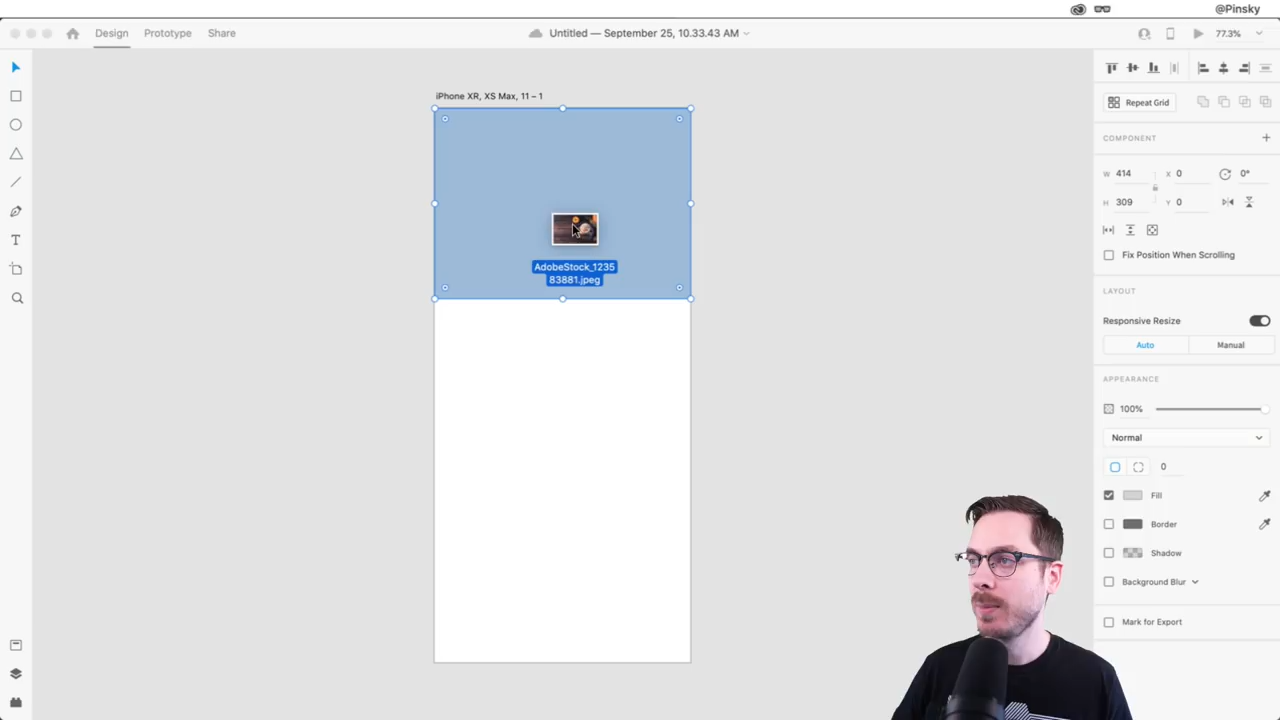 @Pinsky
Design
Prototype
Share
Untitled — September 25, 10.33.43 AM
77.3%
iPhone XR, XS Max, 11 – 1
Repeat Grid
COMPONENT
W 414
X 0
0°
H 309
Y 0
Fix Position When Scrolling
LAYOUT
Responsive Resize
Auto
Manual
APPEARANCE
100%
Normal
0
Fill
Border
Shadow
Background Blur
Mark for Export
T
AdobeStock_1235
83881.jpeg